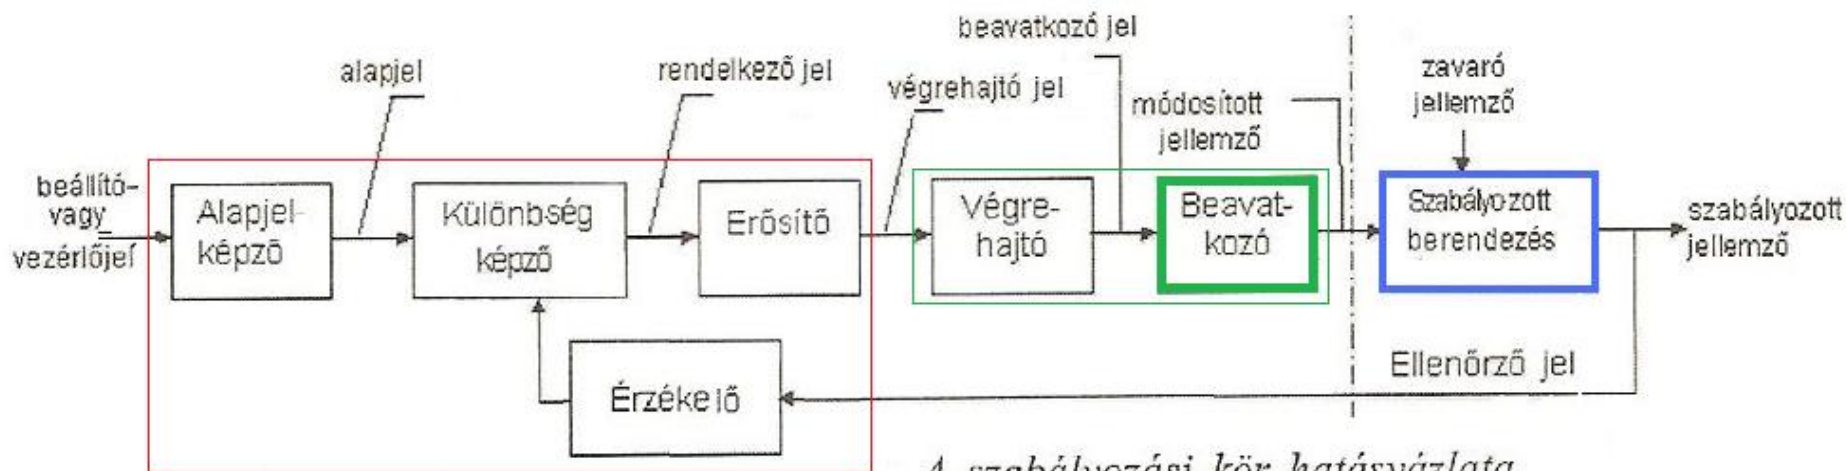 beavatkozó jel
alapjel
rendelkező jel
végrehajtó jel
módosított
jellemző
zavaró
jellemző
beállító-
vagy
vezérlőjel
Alapjel-
képző
Különbség
képző
Erősítő
Végre-
hajtó
Beavat-
kozó
Szabályozott
berendezés
szabályozott
jellemző
Ellenőrző jel
Érzékelő
A szabályozási kör hatásvázlata